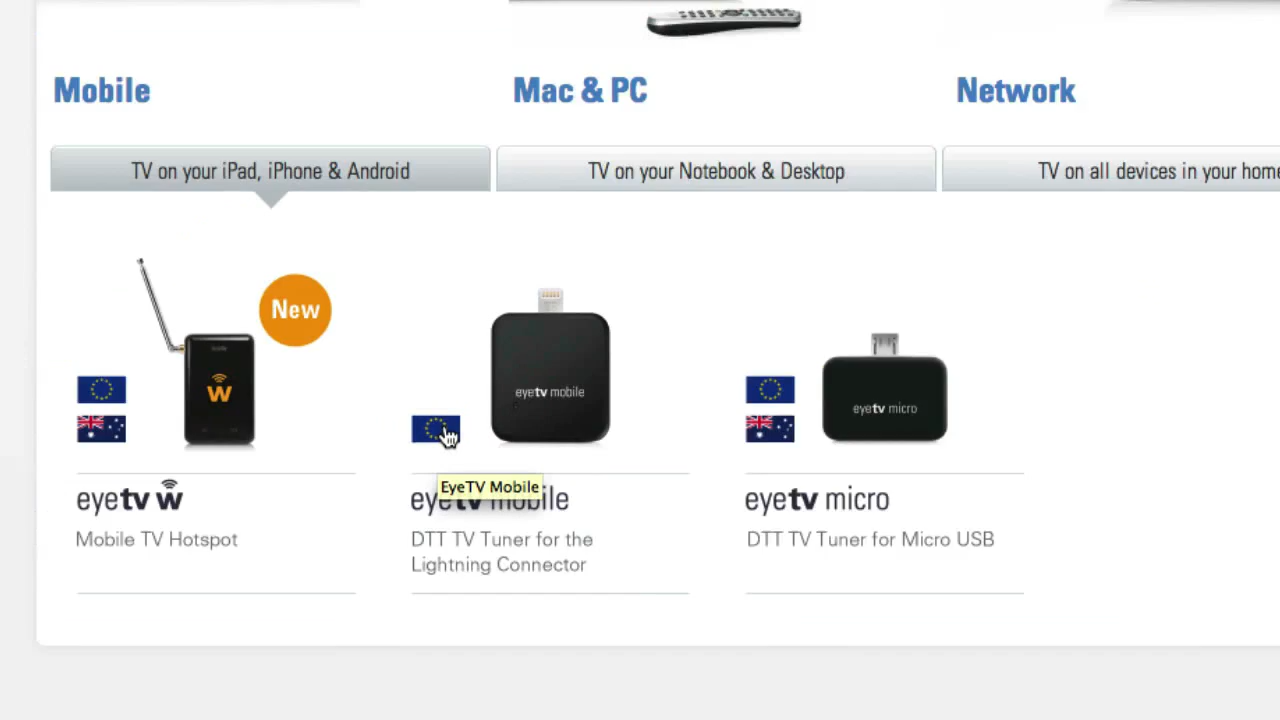 Mobile
Mac & PC
Network
TV on your iPad, iPhone & Android
TV on your Notebook & Desktop
TV on all devices in your home
New
W
eyetv mobile
eyetv micro
EyeTV Mobile
eyetv w
eyetv mobile
eyetv micro
Mobile TV Hotspot
DTT TV Tuner for the
Lightning Connector
DTT TV Tuner for Micro USB